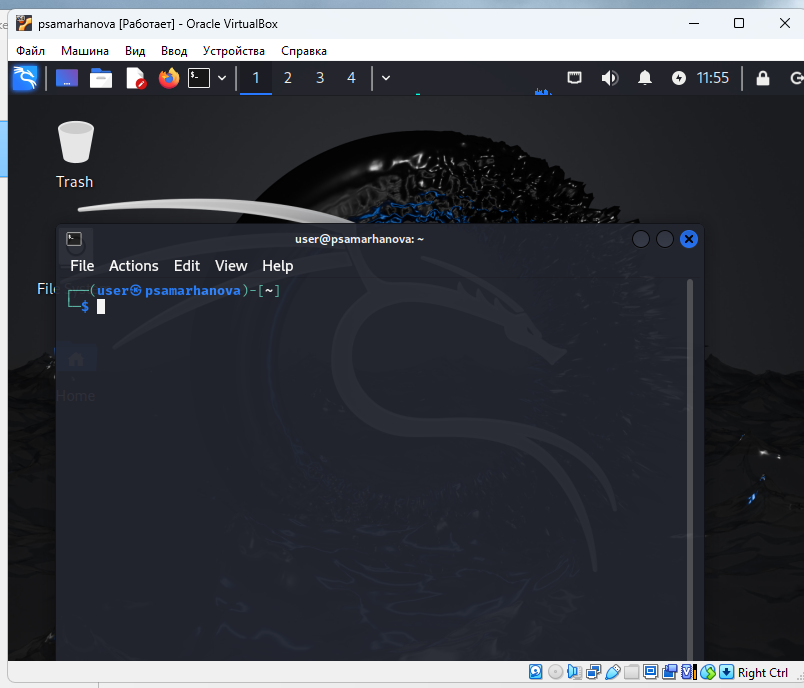 psamarhanova [Работает] - Oracle VirtualBox
Файл Машина Вид Ввод Устройства Справка
1 2 3 4 11:55
Trash
user@psamarhanova: ~
File Actions Edit View Help
(user㉿psamarhanova)-[~]
$
Home
Right Ctrl